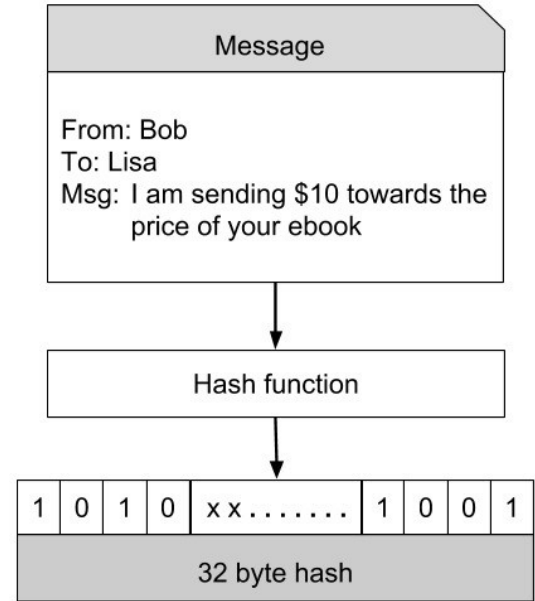 Message
From: Bob
To: Lisa
Msg: I am sending $10 towards the
price of your ebook
Hash function
1 0 1 0 x x . . . . . . . 1 0 0 1
32 byte hash